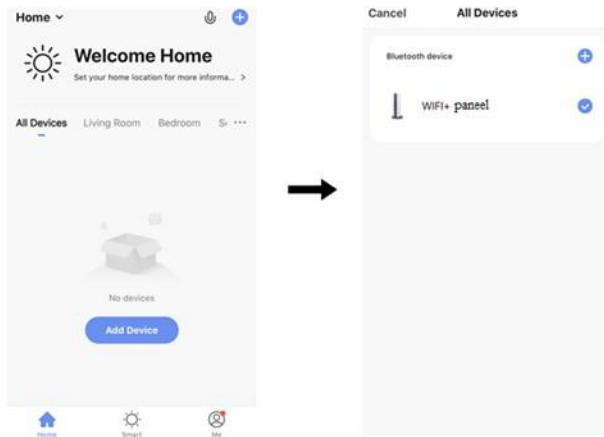 Home
Welcome Home
Set your home location for more informa...
All Devices Living Room Bedroom S
No devices
Add Device
Home Smart Me
Cancel All Devices
Bluetooth device
WIFI+ paneel